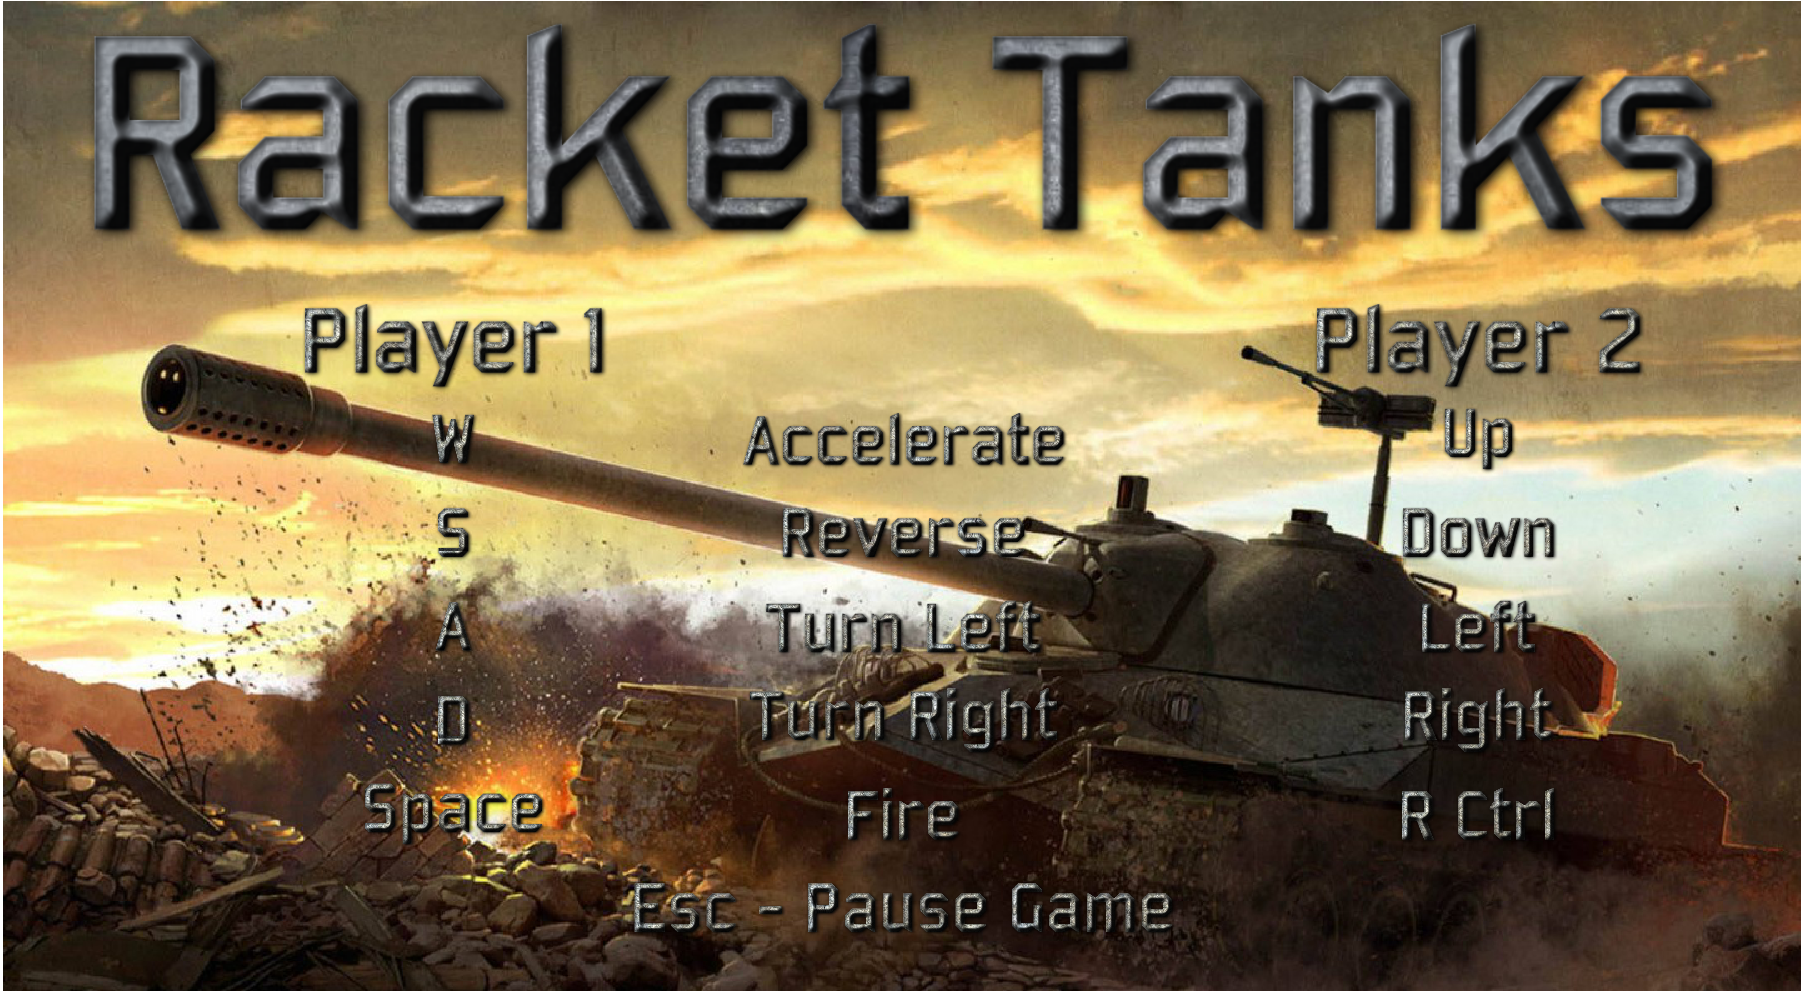 Racket Tanks
Player 1 Player 2
W Accelerate Up
S Reverse Down
A Turn Left Left
D Turn Right Right
Space Fire R Ctrl
Esc - Pause Game